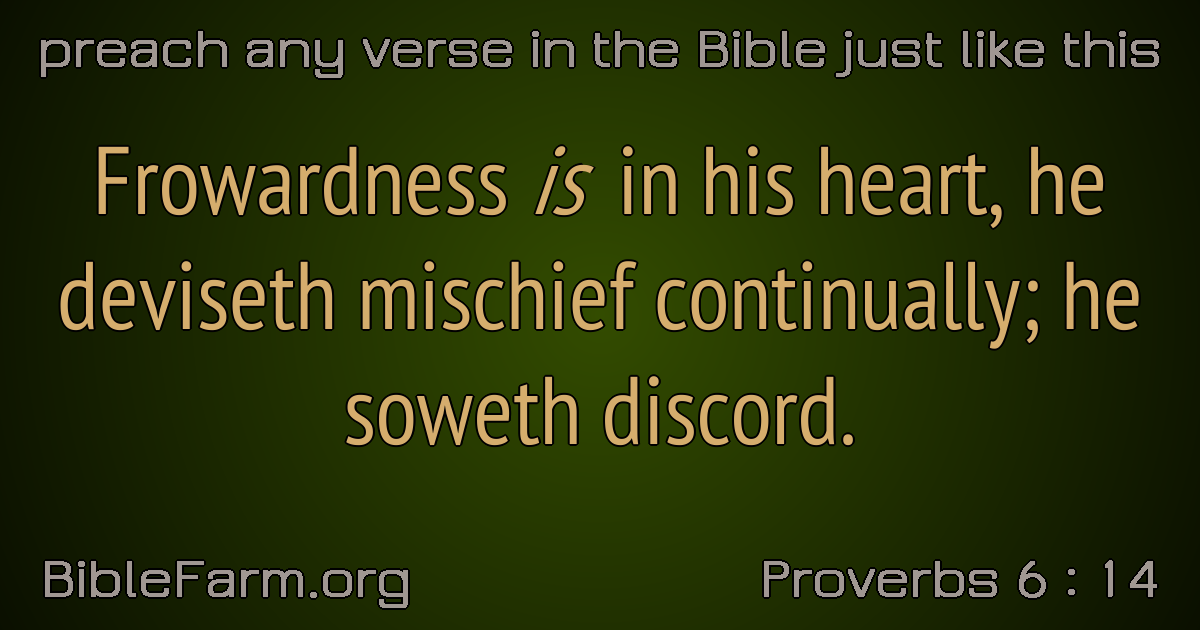 preach any verse in the Bible just like this
Frowardness is in his heart, he
deviseth mischief continually; he
soweth discord.
BibleFarm.org
Proverbs 6 : 14